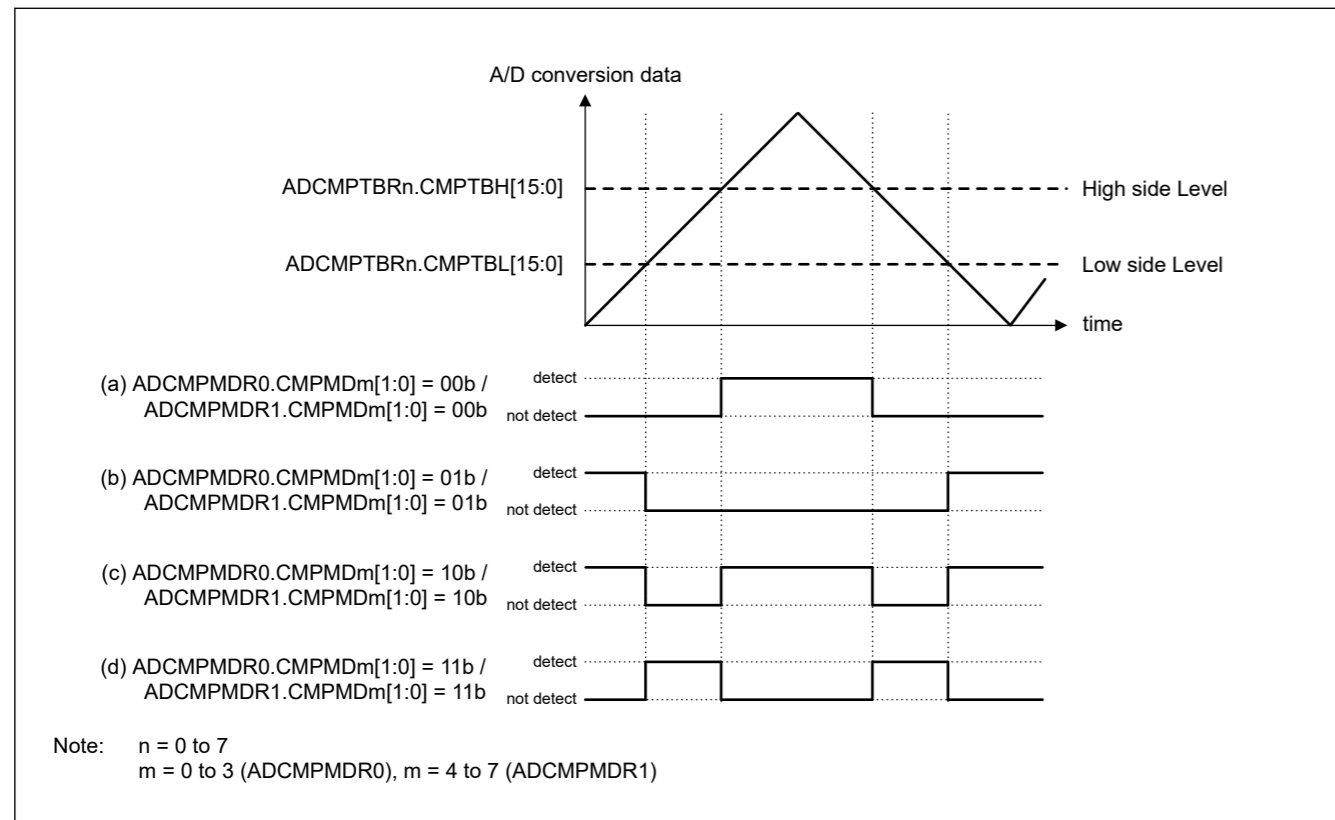 A/D conversion data
ADCMPTBRn.CMPTBH[15:0]
High side Level
ADCMPTBRn.CMPTBL[15:0]
Low side Level
time
(a) ADCMPMDR0.CMPMDm[1:0] = 00b /
ADCMPMDR1.CMPMDm[1:0] = 00b
detect
not detect
(b) ADCMPMDR0.CMPMDm[1:0] = 01b /
ADCMPMDR1.CMPMDm[1:0] = 01b
detect
not detect
(c) ADCMPMDR0.CMPMDm[1:0] = 10b /
ADCMPMDR1.CMPMDm[1:0] = 10b
detect
not detect
(d) ADCMPMDR0.CMPMDm[1:0] = 11b /
ADCMPMDR1.CMPMDm[1:0] = 11b
detect
not detect
Note: n = 0 to 7
m = 0 to 3 (ADCMPMDR0), m = 4 to 7 (ADCMPMDR1)